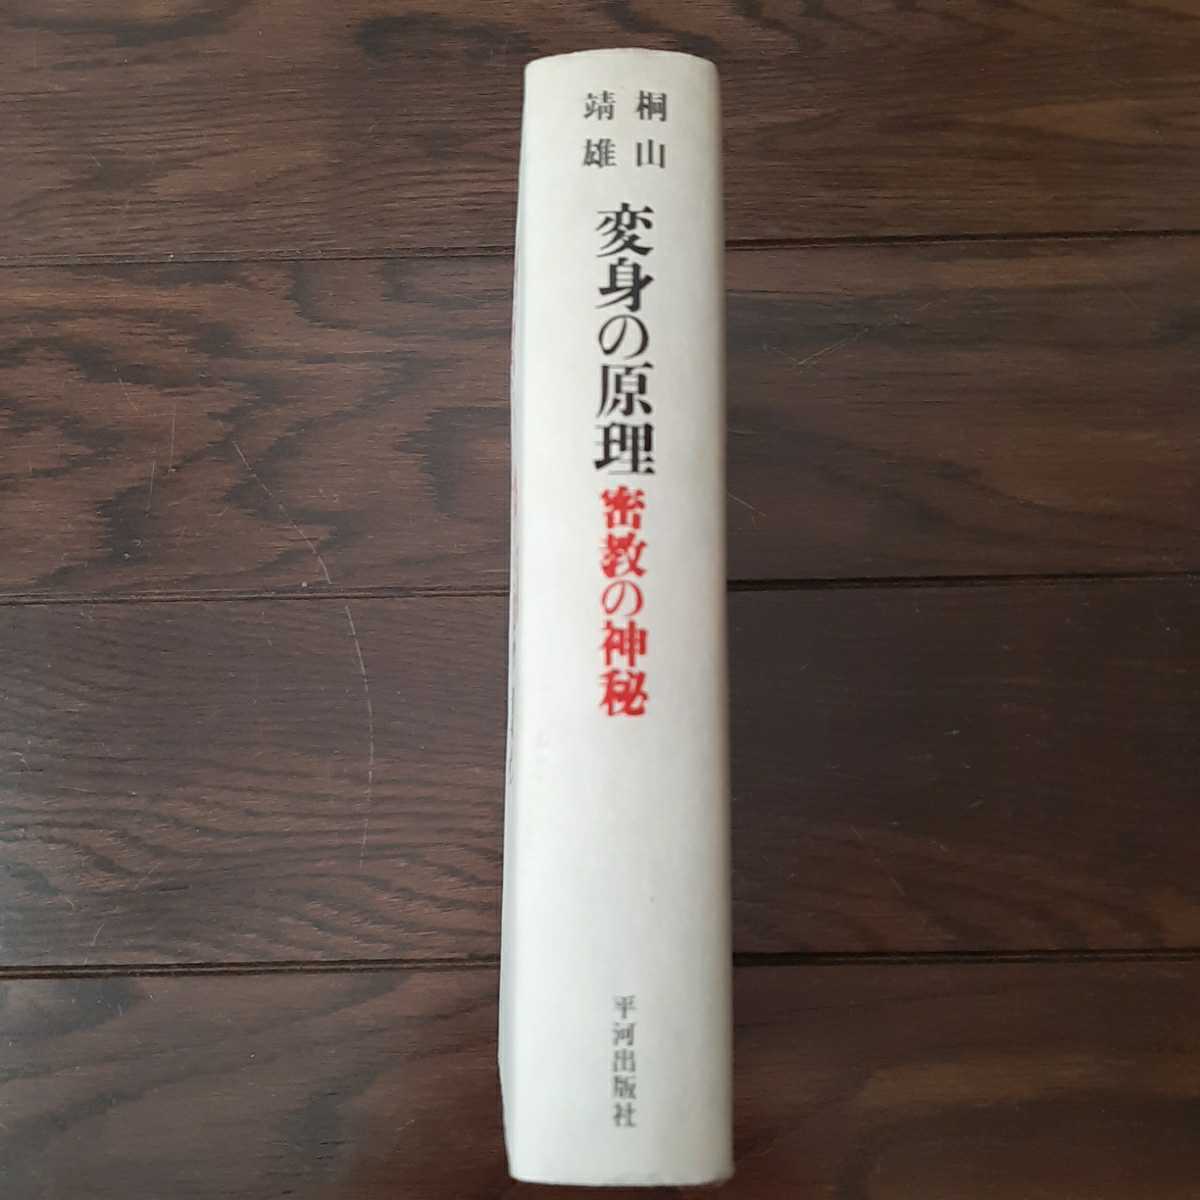 桐山
靖雄
変身の原理
密教の神秘
平河出版社